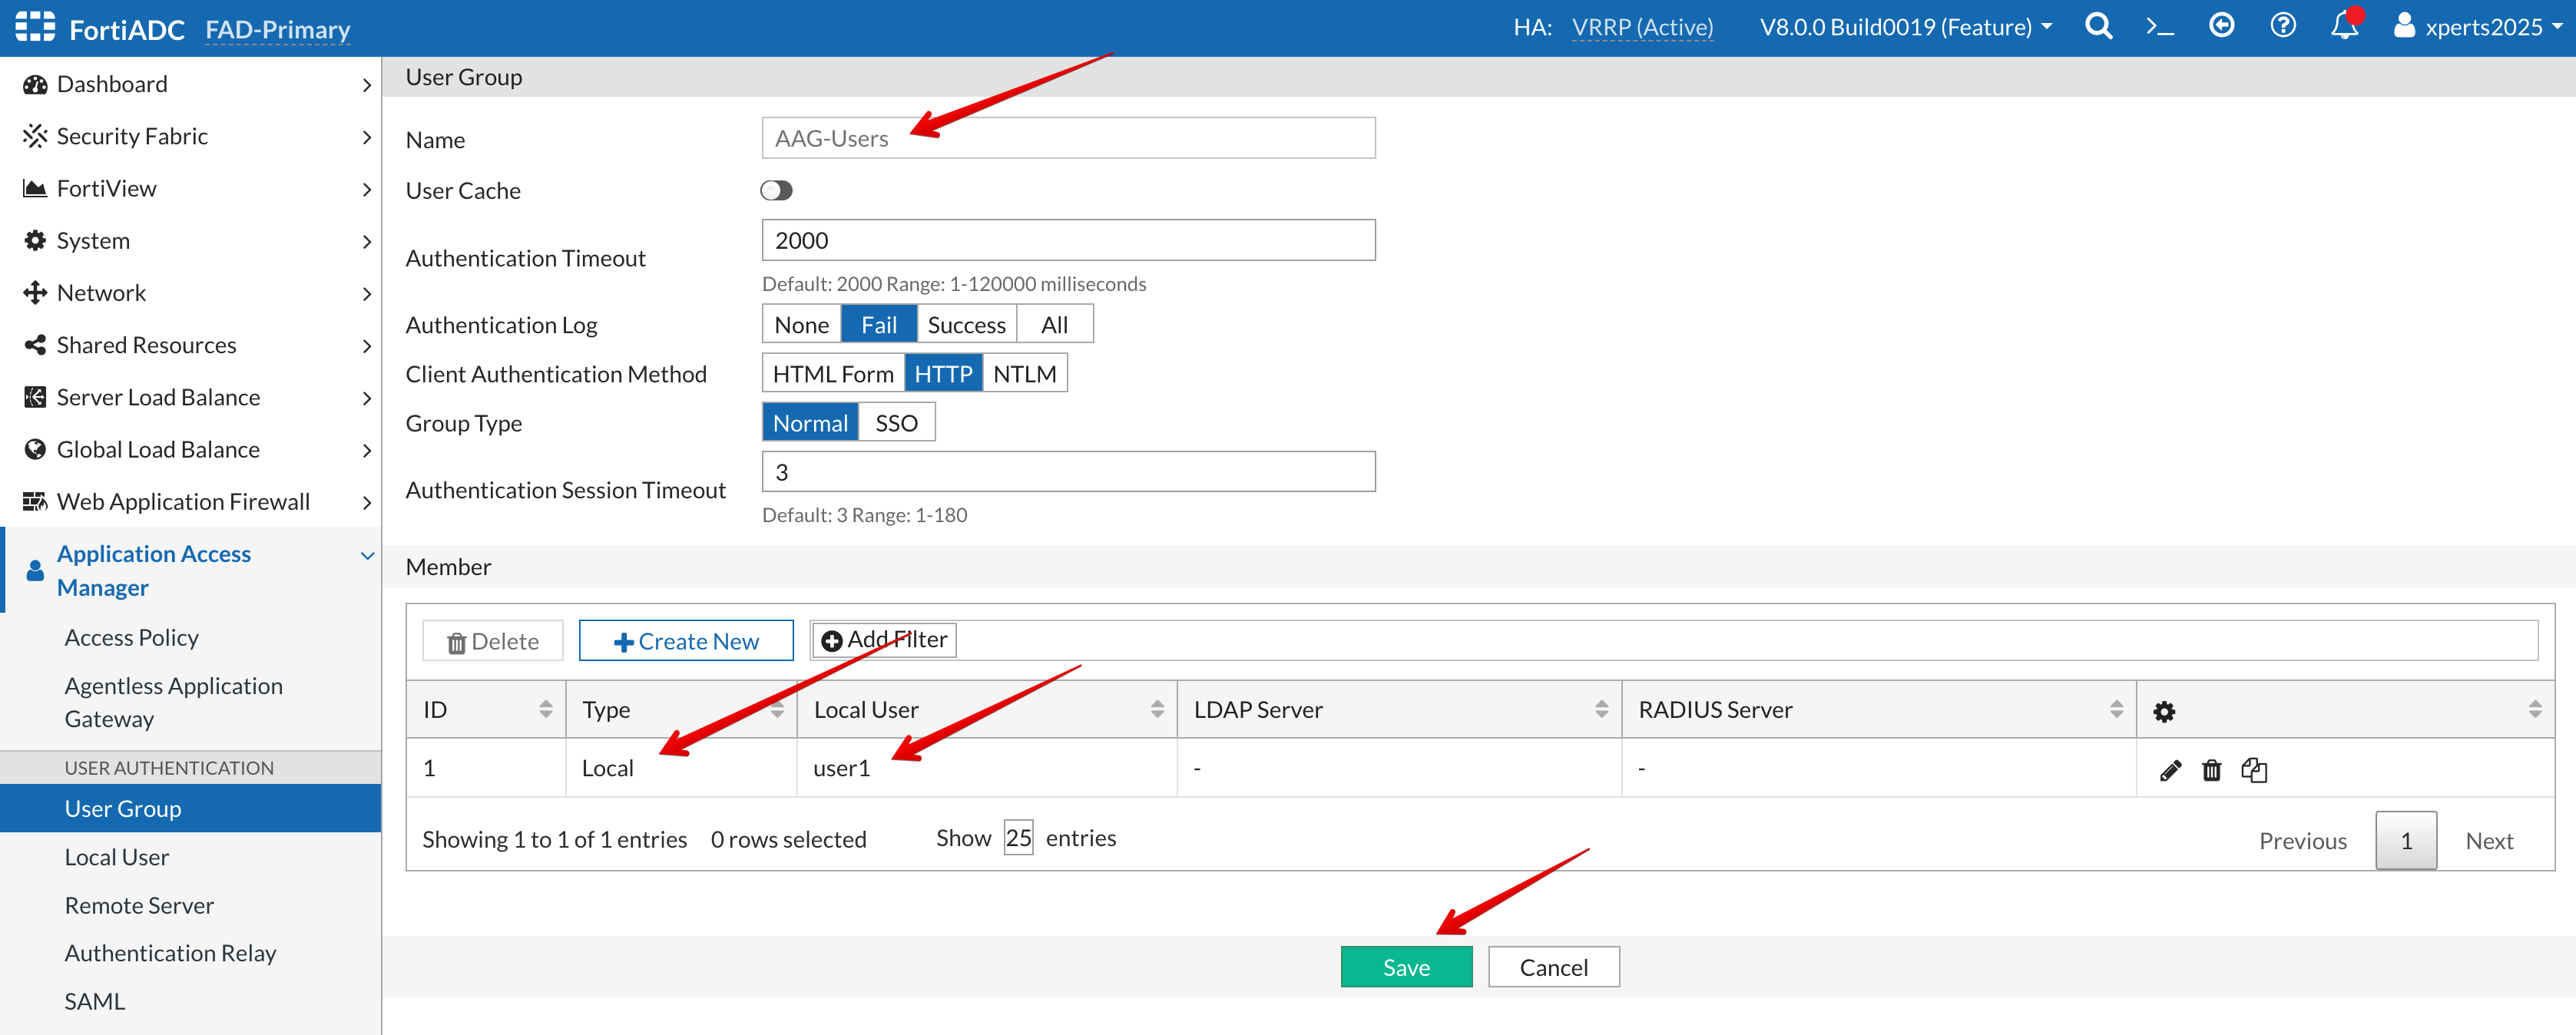 FortiADC FAD-Primary HA: VRRP (Active) V8.0.0 Build0019 (Feature) xperts2025
Dashboard
Security Fabric
FortiView
System
Network
Shared Resources
Server Load Balance
Global Load Balance
Web Application Firewall
Application Access
Manager
Access Policy
Agentless Application
Gateway
USER AUTHENTICATION
User Group
Local User
Remote Server
Authentication Relay
SAML
User Group
Name AAG-Users
User Cache
Authentication Timeout 2000
Default: 2000 Range: 1-120000 milliseconds
Authentication Log None Fail Success All
Client Authentication Method HTML Form HTTP NTLM
Group Type Normal SSO
Authentication Session Timeout 3
Default: 3 Range: 1-180
Member
Delete Create New Add Filter
ID Type Local User LDAP Server RADIUS Server
1 Local user1 - -
Showing 1 to 1 of 1 entries 0 rows selected Show 25 entries Previous 1 Next
Save Cancel